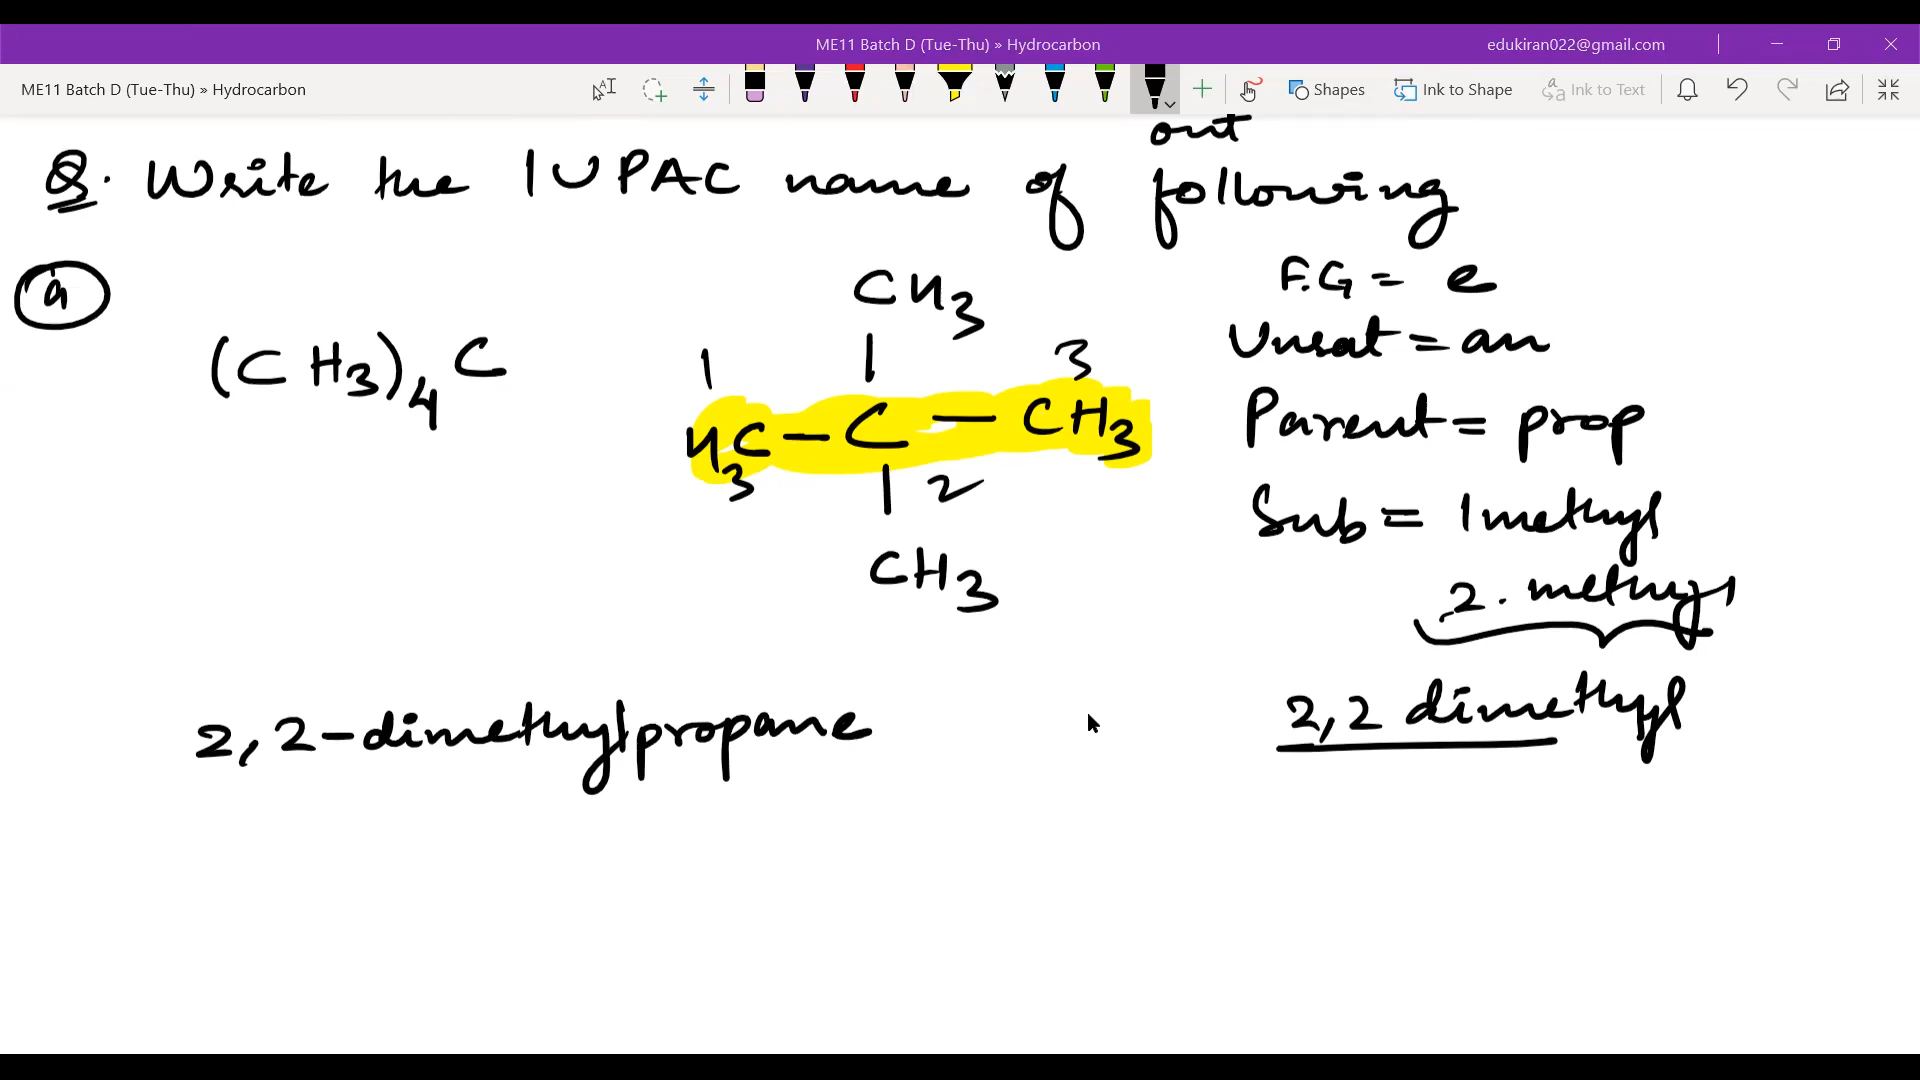 ME11 Batch D (Tue-Thu) » Hydrocarbon
edukiran022@gmail.com
ME11 Batch D (Tue-Thu) » Hydrocarbon
Shapes
Ink to Shape
Ink to Text
out
Q. Write the IUPAC name of following
a
(CH3)4C
CH3
1 3
H3C - C - CH3
2
CH3
F.G = e
Unsat = an
Parent = prop
Sub = 1 methyl
2. methyl
2,2 dimethyl
2,2-dimethylpropane